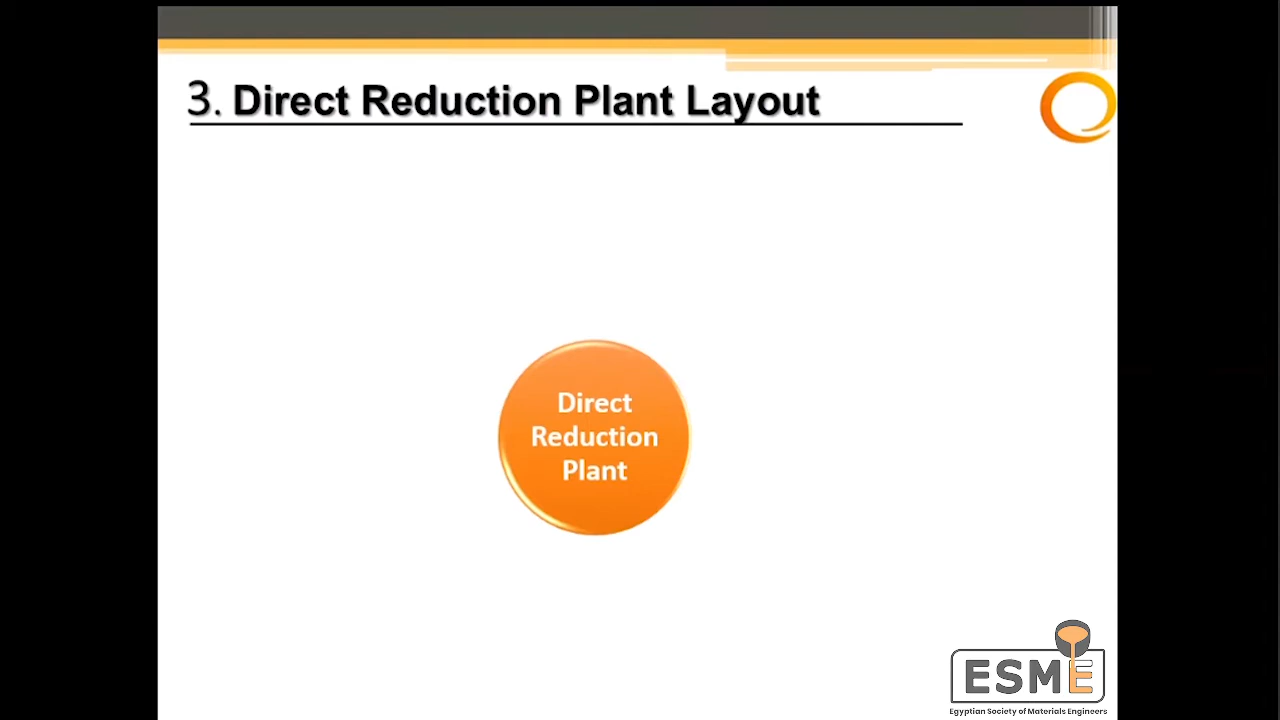 3. Direct Reduction Plant Layout
Direct
Reduction
Plant
ESME
Egyptian Society of Materials Engineers